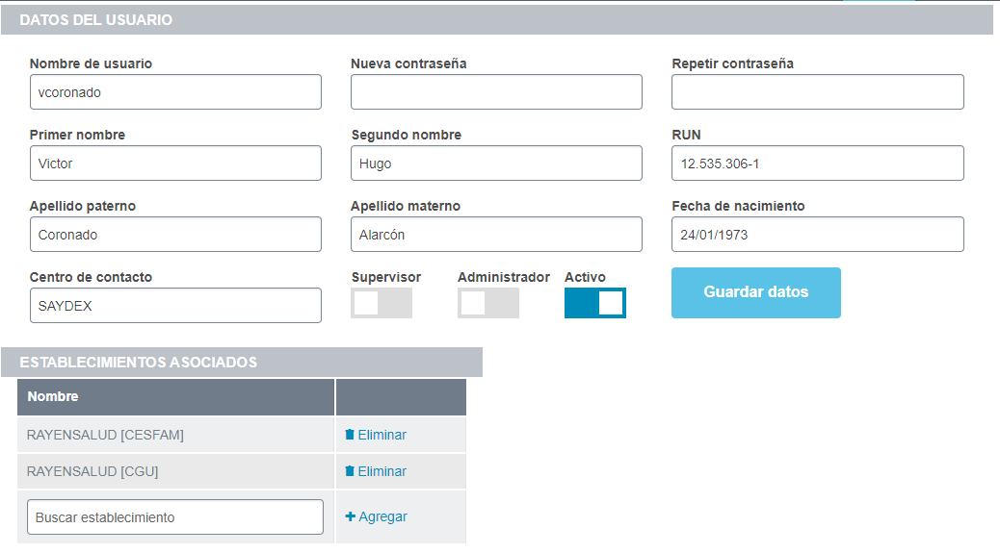 DATOS DEL USUARIO
Nombre de usuario Nueva contraseña Repetir contraseña
vcoronado
Primer nombre Segundo nombre RUN
Victor Hugo 12.535.306-1
Apellido paterno Apellido materno Fecha de nacimiento
Coronado Alarcón 24/01/1973
Centro de contacto Supervisor Administrador Activo
SAYDEX Guardar datos
ESTABLECIMIENTOS ASOCIADOS
Nombre
RAYENSALUD [CESFAM] Eliminar
RAYENSALUD [CGU] Eliminar
Buscar establecimiento + Agregar